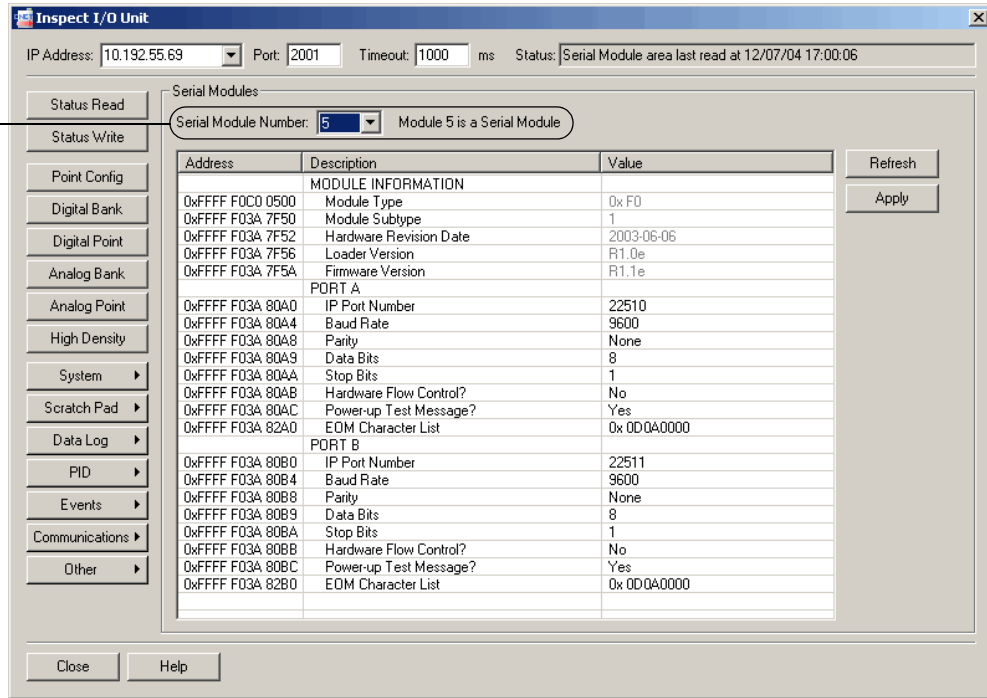 Inspect I/O Unit
IP Address: 10.192.55.69 Port: 2001 Timeout: 1000 ms Status: Serial Module area last read at 12/07/04 17:00:06
Status Read
Status Write
Point Config
Digital Bank
Digital Point
Analog Bank
Analog Point
High Density
System
Scratch Pad
Data Log
PID
Events
Communications
Other
Serial Modules
Serial Module Number: 5 Module 5 is a Serial Module
Address Description Value
MODULE INFORMATION
0xFFFF F0C0 0500 Module Type 0x F0
0xFFFF F03A 7F50 Module Subtype 1
0xFFFF F03A 7F52 Hardware Revision Date 2003-06-06
0xFFFF F03A 7F56 Loader Version R1.0e
0xFFFF F03A 7F5A Firmware Version R1.1e
PORT A
0xFFFF F03A 80A0 IP Port Number 22510
0xFFFF F03A 80A4 Baud Rate 9600
0xFFFF F03A 80A8 Parity None
0xFFFF F03A 80A9 Data Bits 8
0xFFFF F03A 80AA Stop Bits 1
0xFFFF F03A 80AB Hardware Flow Control? No
0xFFFF F03A 80AC Power-up Test Message? Yes
0xFFFF F03A 82A0 EOM Character List 0x 0D0A0000
PORT B
0xFFFF F03A 80B0 IP Port Number 22511
0xFFFF F03A 80B4 Baud Rate 9600
0xFFFF F03A 80B8 Parity None
0xFFFF F03A 80B9 Data Bits 8
0xFFFF F03A 80BA Stop Bits 1
0xFFFF F03A 80BB Hardware Flow Control? No
0xFFFF F03A 80BC Power-up Test Message? Yes
0xFFFF F03A 82B0 EOM Character List 0x 0D0A0000
Refresh
Apply
Close Help